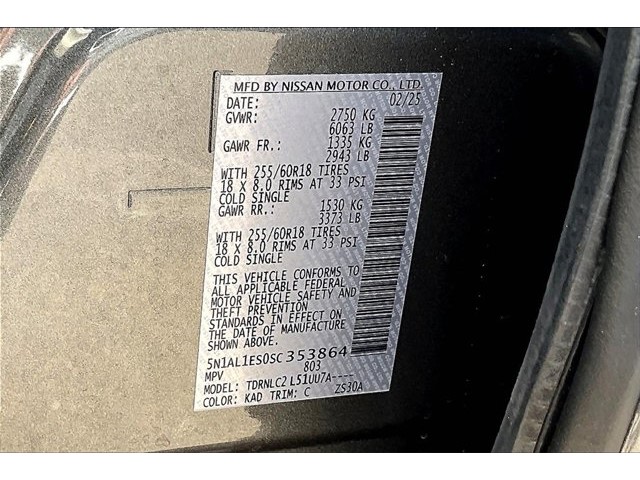 MFD BY NISSAN MOTOR CO., LTD
DATE: 02/25
GVWR: 2750 KG
6063 LB
GAWR FR.: 1335 KG
2943 LB
WITH 255/60R18 TIRES
18 X 8.0 RIMS AT 33 PSI
COLD SINGLE
GAWR RR.: 1530 KG
3373 LB
WITH 255/60R18 TIRES
18 X 8.0 RIMS AT 33 PSI
COLD SINGLE
THIS VEHICLE CONFORMS TO
ALL APPLICABLE FEDERAL
MOTOR VEHICLE SAFETY AND
THEFT PREVENTION
STANDARDS IN EFFECT ON
THE DATE OF MANUFACTURE
5N1AL1ES0SC353864
MPV 803
MODEL: TDRNLC2 L51UU7A----
COLOR: KAD TRIM: C ZS30A